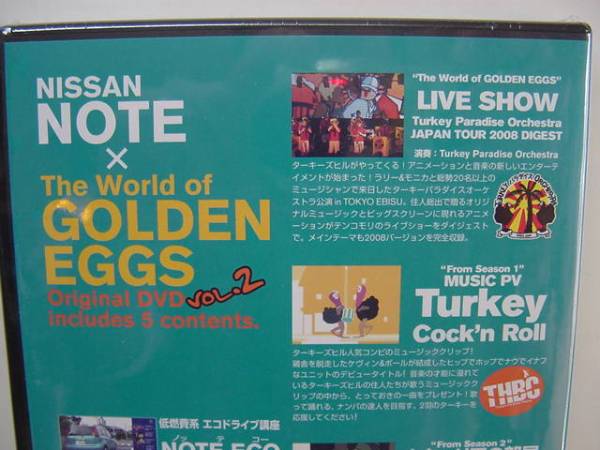 NISSAN
NOTE
×
The World of
GOLDEN
EGGS
Original DVD VOL.2
includes 5 contents.
"The World of GOLDEN EGGS"
LIVE SHOW
Turkey Paradise Orchestra
JAPAN TOUR 2008 DIGEST
演奏：Turkey Paradise Orchestra
ターキーズヒルがやってくる！アニメーションと音楽の新しいエンターテ
イメントが始まった！ラリー&モニカと総勢20名以上の
ミュージシャンで来日したターキーパラダイスオーケ
ストラ公演 in TOKYO EBISU。住人総出で贈るオリ
ジナルミュージックとビッグスクリーンに現れるアニメ
ーションがテンコモリのライブショーをダイジェスト
で。メインテーマも2008バージョンを完全収録。
"From Season 1"
MUSIC PV
Turkey
Cock'n Roll
ターキーズヒル人気コンビのミュージッククリップ！
鶏舎を脱走したケヴィン&ポールが結成したヒップでホップでナウでイナフ
なユニットのデビュータイトル！音楽の才能に溢れて
いるターキーズヒルの住人たちが歌うミュージックク
リップの中から、とっておきの一曲をプレゼント！歌
って踊れる、ナンパの達人を目指す、2羽のターキーを
応援してください！
THBC
低燃費系 エコドライブ講座
ノッ テ コー
NOTE ECO
"From Season 2"